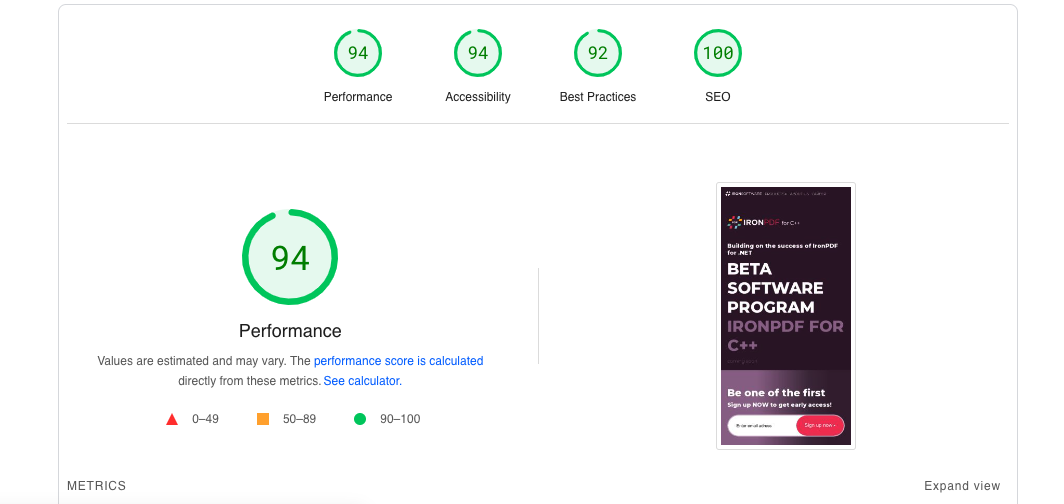 94
94
92
100
Performance
Accessibility
Best Practices
SEO
94
Performance
Values are estimated and may vary. The performance score is calculated
directly from these metrics. See calculator.
0–49
50–89
90–100
IRONSOFTWARE
IRONPDF for C++
Building on the success of IronPDF
for .NET
BETA
SOFTWARE
PROGRAM
IRONPDF FOR
C++
Be one of the first
Sign up NOW to get early access!
Enter email adress
Sign up now
METRICS
Expand view